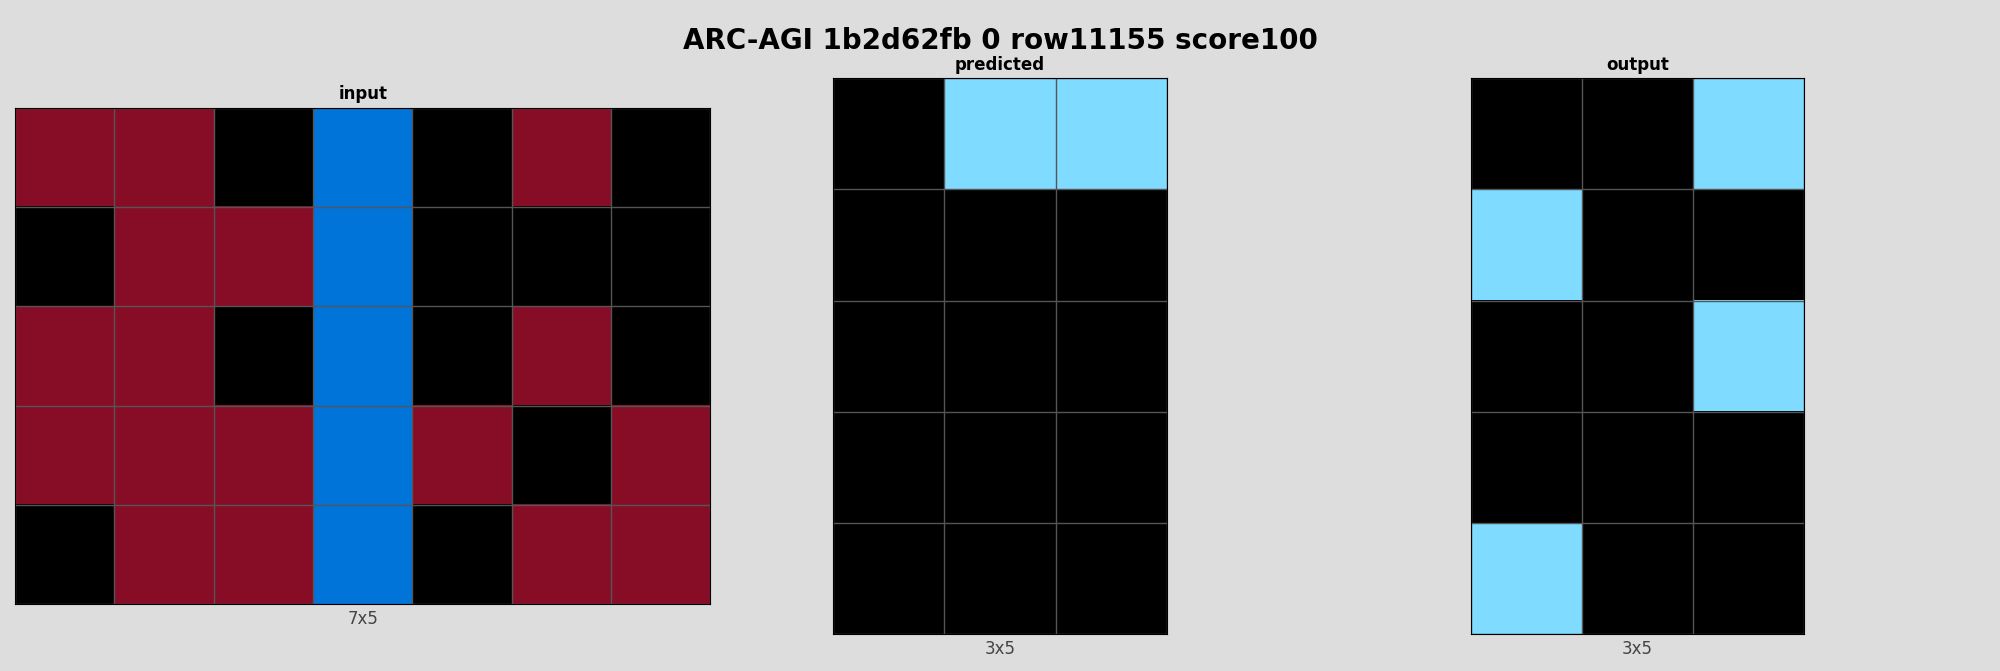 ARC-AGI 1b2d62fb 0 row11155 score100
input
predicted
output
7x5
3x5
3x5